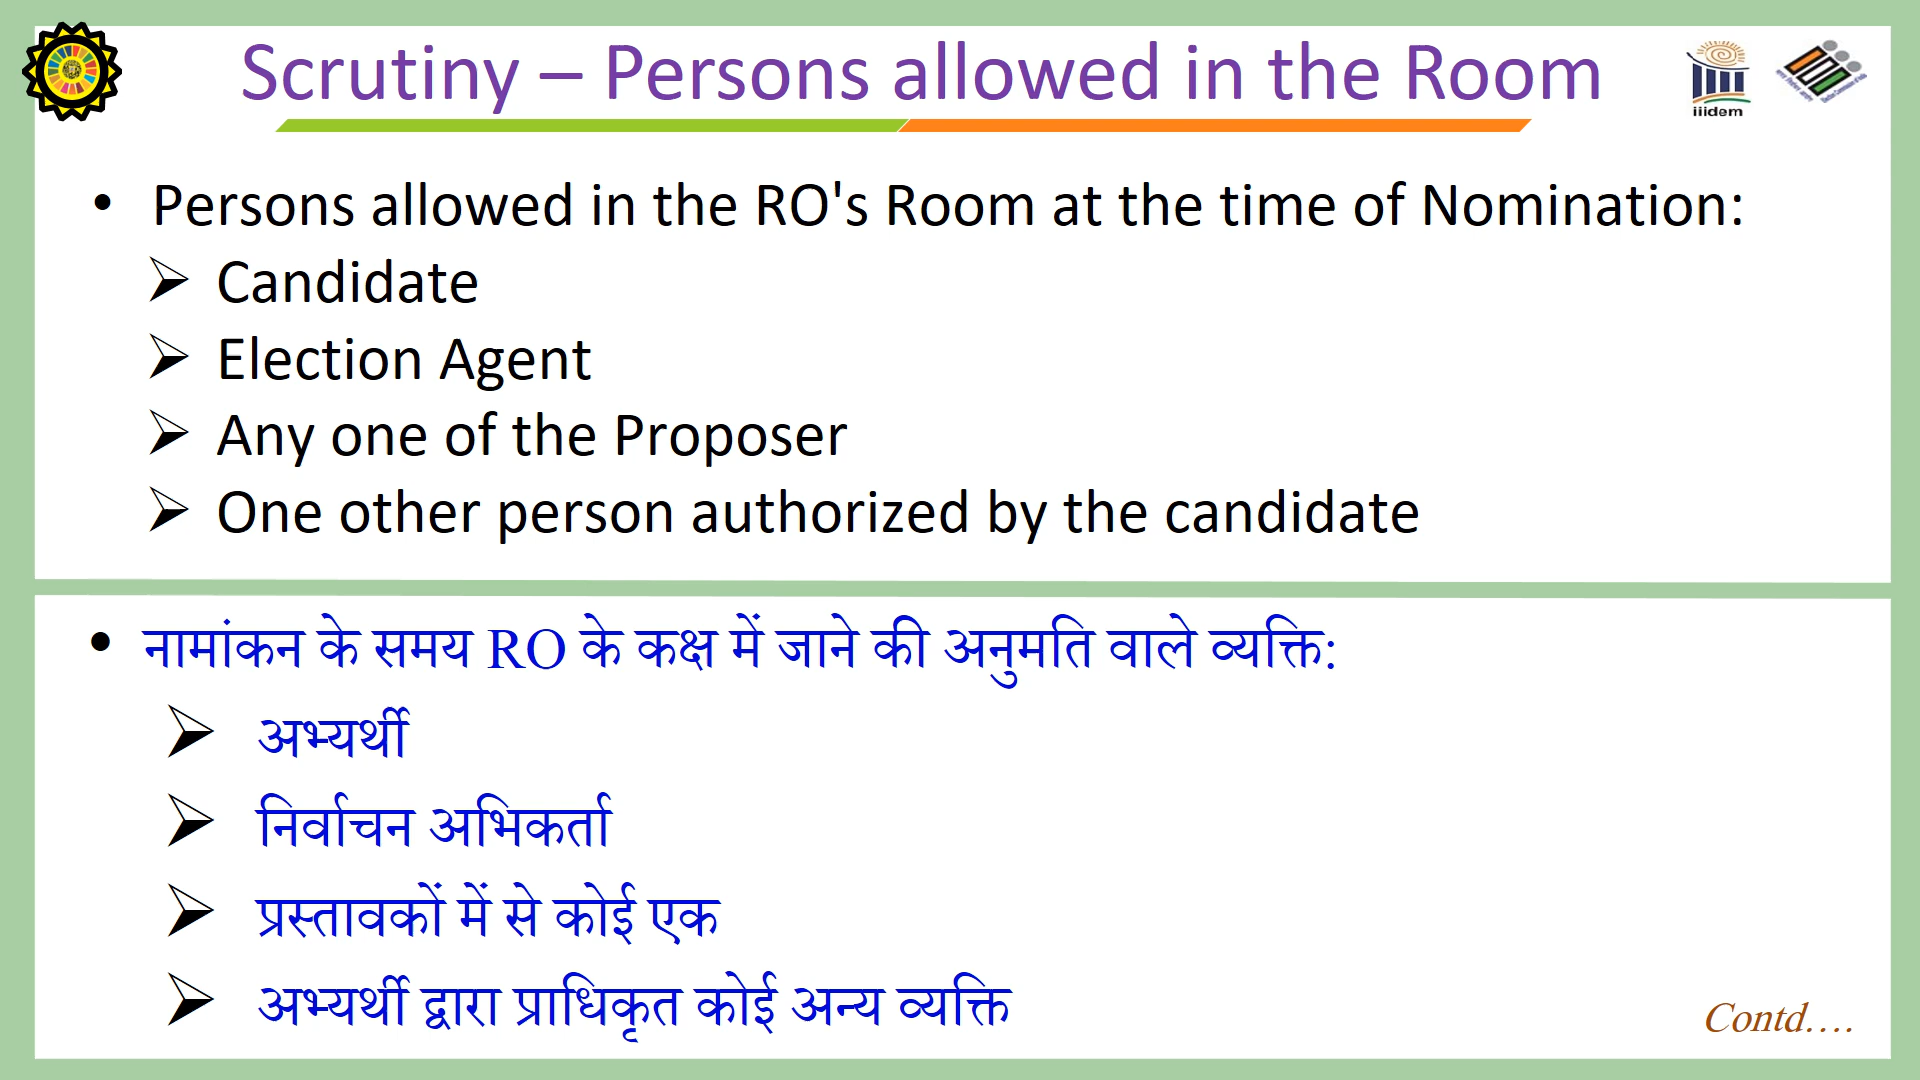 Scrutiny – Persons allowed in the Room
iiidem
• Persons allowed in the RO's Room at the time of Nomination:
➢ Candidate
➢ Election Agent
➢ Any one of the Proposer
➢ One other person authorized by the candidate
• नामांकन के समय RO के कक्ष में जाने की अनुमति वाले व्यक्ति:
➢ अभ्यर्थी
➢ निर्वाचन अभिकर्ता
➢ प्रस्तावकों में से कोई एक
➢ अभ्यर्थी द्वारा प्राधिकृत कोई अन्य व्यक्ति
Contd....